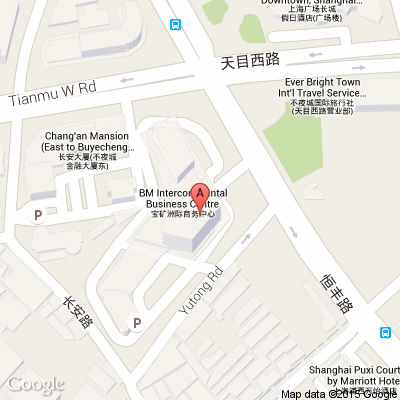 Downtown, Shanghai
上海广场长城
假日酒店(广场楼)
天目西路
Tianmu W Rd
Ever Bright Town
Int'l Travel Service...
不夜城国际旅行社
(天目西路营业部)
Chang'an Mansion
(East to Buyecheng...
长安大厦(不夜城
金融大厦东)
P
A
BM Intercontinental
Business Centre
宝矿洲际商务中心
恒丰路
Yutong Rd
长安路
P
Shanghai Puxi Court
by Marriott Hote
Google
Map data ©2015 Google